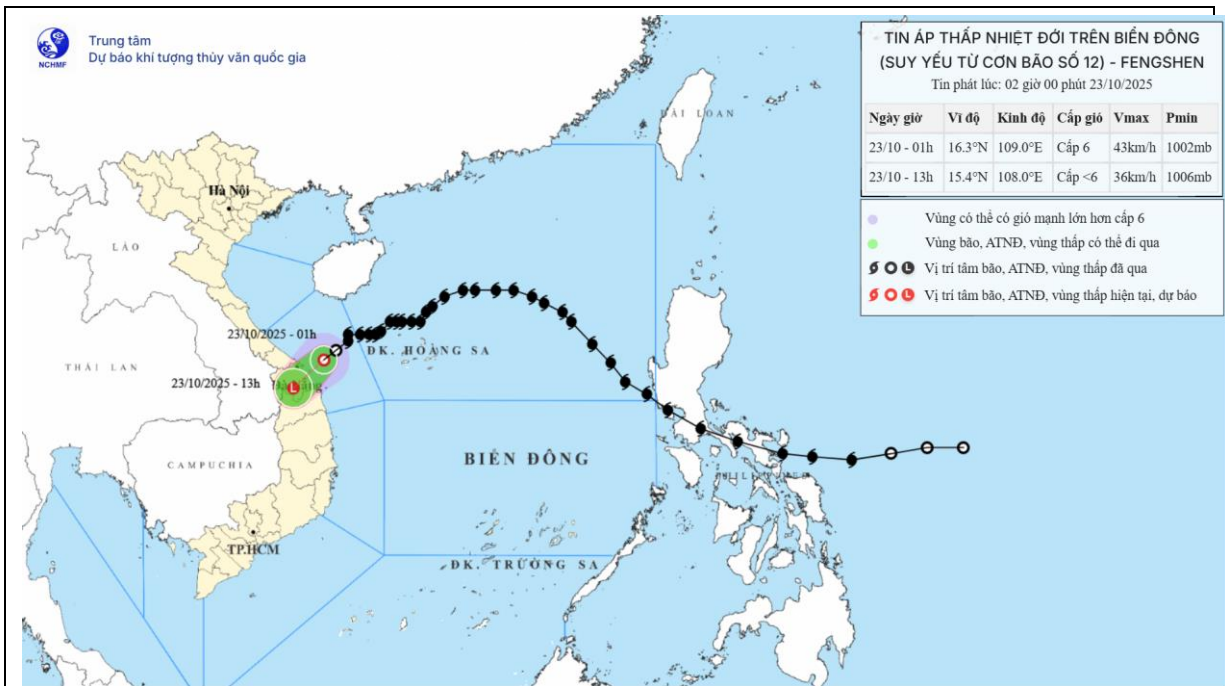 NCHMF
Trung tâm
Dự báo khí tượng thủy văn quốc gia
TIN ÁP THẤP NHIỆT ĐỚI TRÊN BIỂN ĐÔNG
(SUY YẾU TỪ CƠN BÃO SỐ 12) - FENGSHEN
Tin phát lúc: 02 giờ 00 phút 23/10/2025
Ngày giờ Vĩ độ Kinh độ Cấp gió Vmax Pmin
23/10 - 01h 16.3°N 109.0°E Cấp 6 43km/h 1002mb
23/10 - 13h 15.4°N 108.0°E Cấp <6 36km/h 1006mb
Vùng có thể có gió mạnh lớn hơn cấp 6
Vùng bão, ATNĐ, vùng thấp có thể đi qua
L Vị trí tâm bão, ATNĐ, vùng thấp đã qua
L Vị trí tâm bão, ATNĐ, vùng thấp hiện tại, dự báo
ĐÀI LOAN
Hà Nội
LÀO
23/10/2025 - 01h
ĐK. HOÀNG SA
THÁI LAN
23/10/2025 - 13h
L
BIỂN ĐÔNG
CAMPUCHIA
TP.HCM
ĐK. TRƯỜNG SA